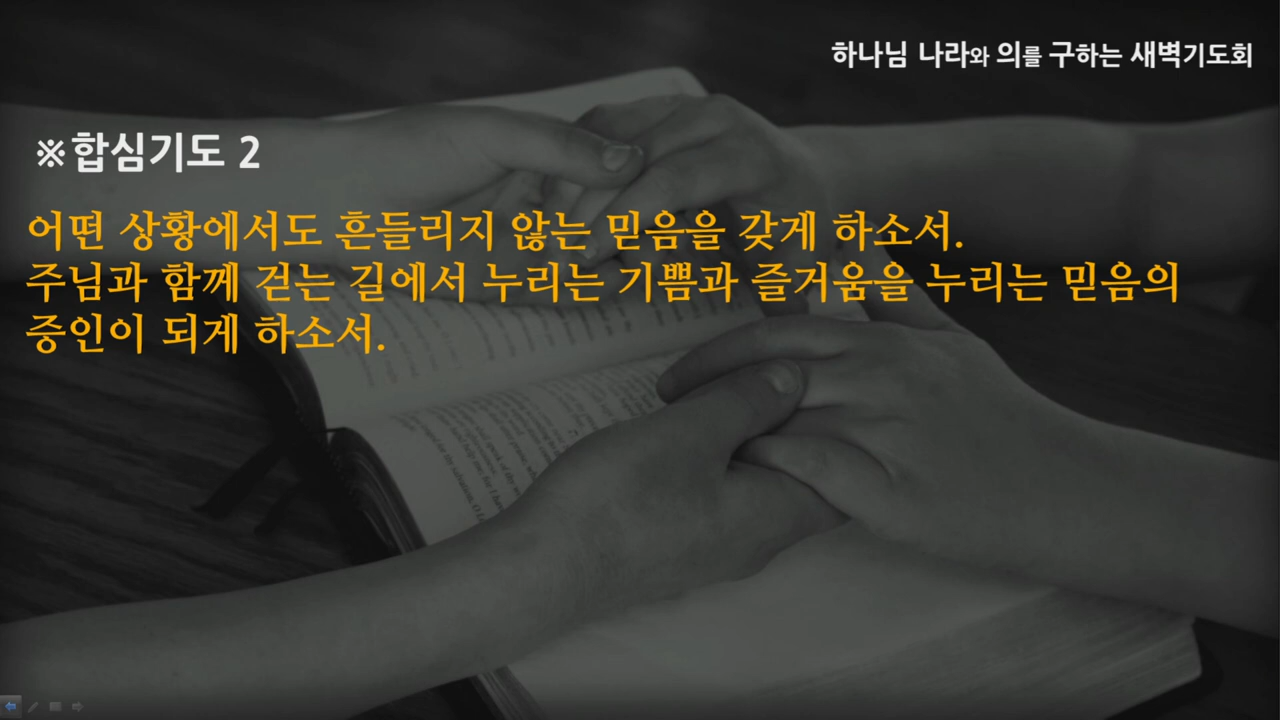 하나님 나라와 의를 구하는 새벽기도회
※합심기도 2
어떤 상황에서도 흔들리지 않는 믿음을 갖게 하소서.
주님과 함께 걷는 길에서 누리는 기쁨과 즐거움을 누리는 믿음의
증인이 되게 하소서.